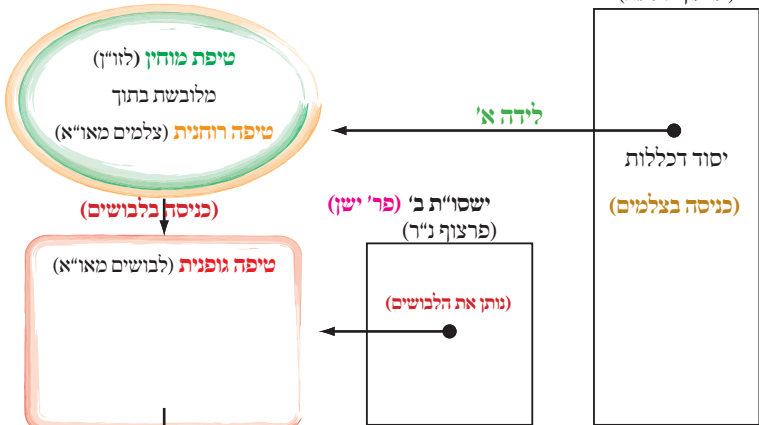 טיפת מוחין (לזו"ן)
מלובשת בתוך
טיפה רוחנית (צלמים מאו"א)
לידה א'
יסוד דכללות
(כניסה בצלמים)
(כניסה בלבושים)
ישסו"ת ב' (פר' ישן)
(פרצוף נ"ר)
טיפה גופנית (לבושים מאו"א)
(נותן את הלבושים)